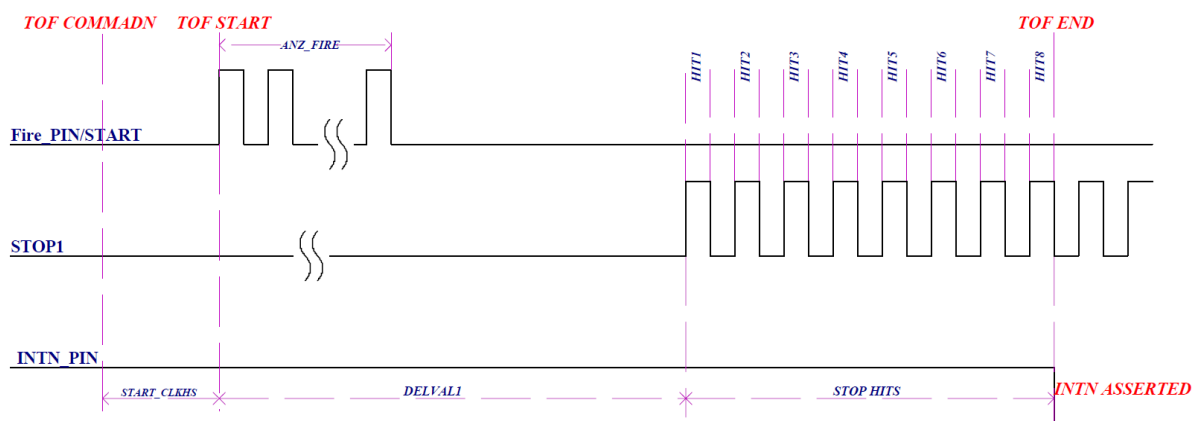 TOF COMMADN
TOF START
TOF END
ANZ_FIRE
HIT1
HIT2
HIT3
HIT4
HIT5
HIT6
HIT7
HIT8
Fire_PIN/START
STOP1
INTN_PIN
START_CLKHS
DELVAL1
STOP HITS
INTN ASSERTED